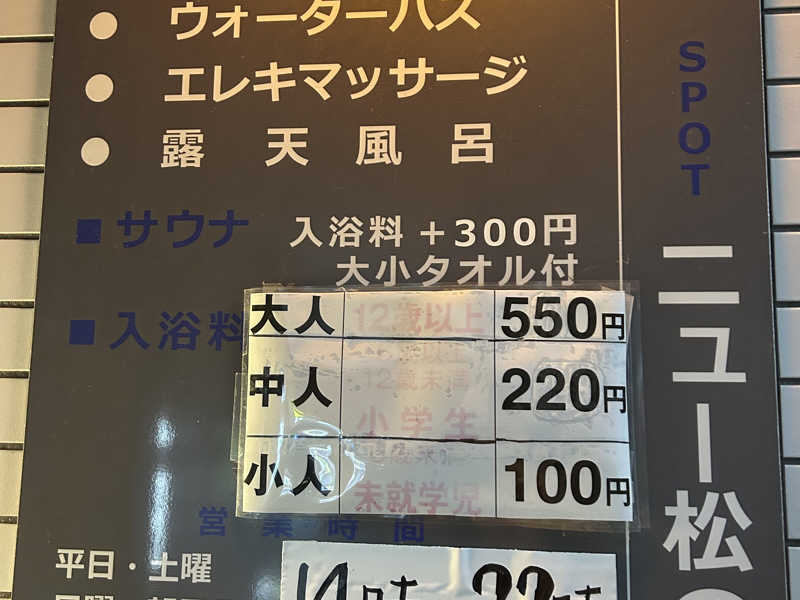 ● ウォーターバス
● エレキマッサージ
● 露天風呂
■ サウナ 入浴料 +300円
大小タオル付
■ 入浴料
大人 12歳以上 550円
中人 12歳未満 小学生 220円
小人 未就学児 100円
営業時間
平日・土曜
SPOT
ニュー松